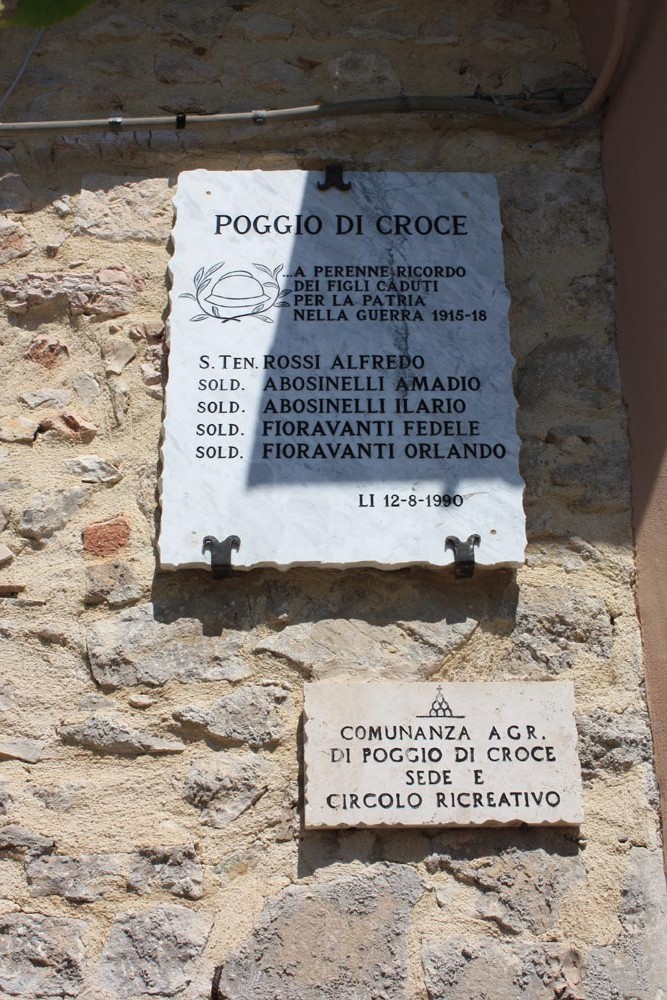 POGGIO DI CROCE
...A PERENNE RICORDO
DEI FIGLI CADUTI
PER LA PATRIA
NELLA GUERRA 1915-18
S. TEN. ROSSI ALFREDO
SOLD. ABOSINELLI AMADIO
SOLD. ABOSINELLI ILARIO
SOLD. FIORAVANTI FEDELE
SOLD. FIORAVANTI ORLANDO
LI 12-8-1990
COMUNANZA AGR.
DI POGGIO DI CROCE
SEDE E
CIRCOLO RICREATIVO